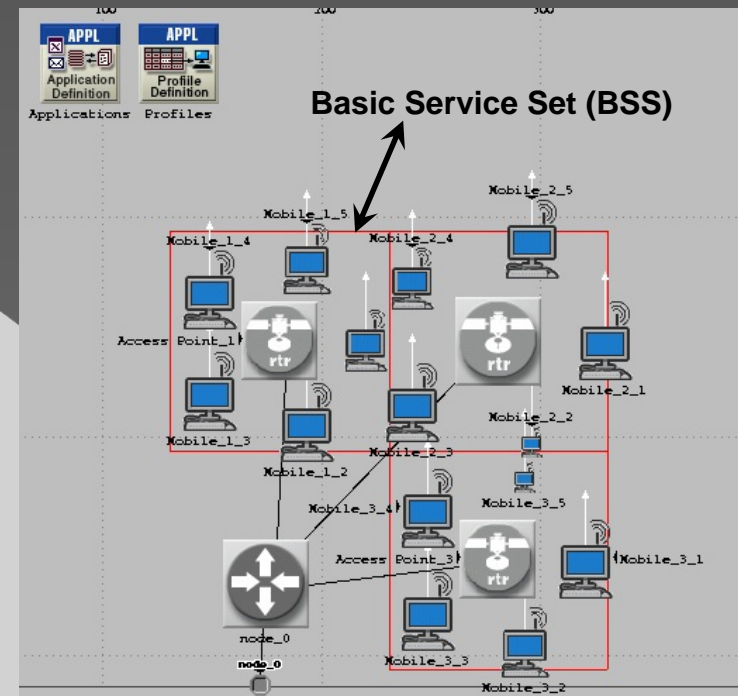 100 200 300
APPL APPL
Application Definition
Profile Definition
Applications Profiles
Basic Service Set (BSS)
Mobile_2_5
Mobile_1_5
Mobile_1_4 Mobile_2_4
Access Point_1
rtr
rtr
Mobile_2_1
Mobile_2_2
Mobile_1_3 Mobile_2_3
Mobile_1_2
Mobile_3_5
Mobile_3_4
Access Point_3
rtr
Mobile_3_1
node_0
Mobile_3_3
node_0
Mobile_3_2